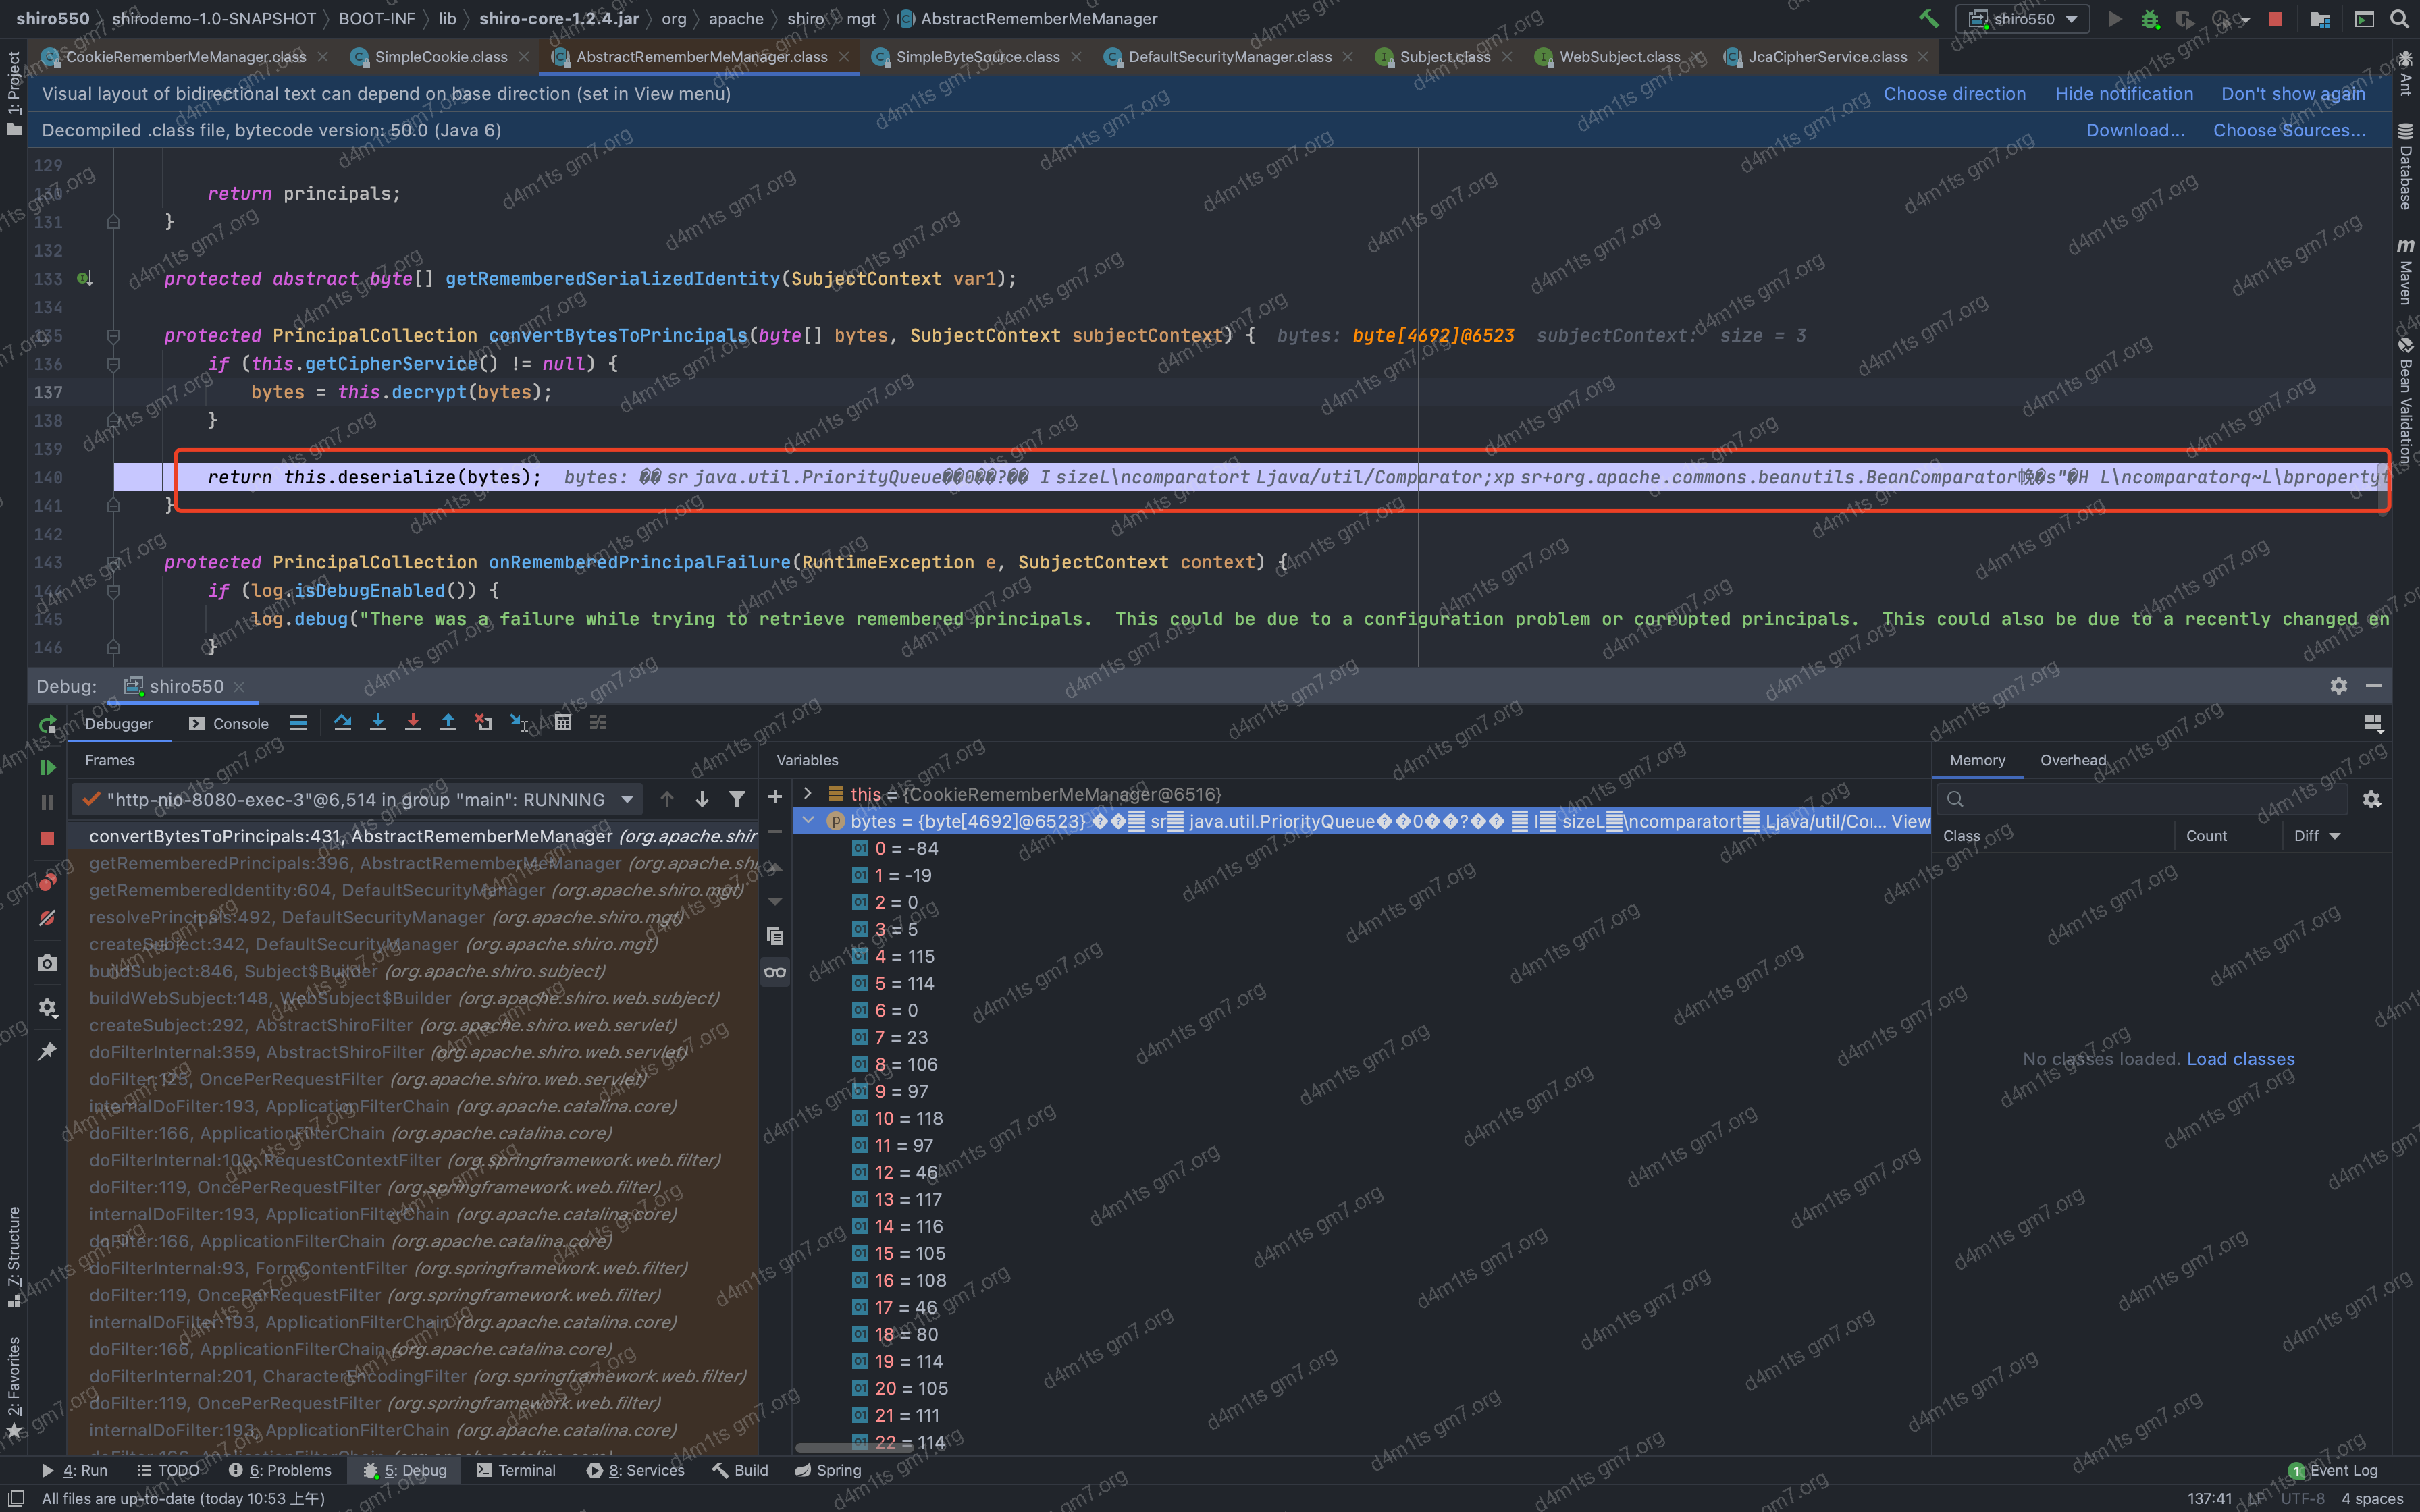 shiro550 〉 shirodemo-1.0-SNAPSHOT 〉 BOOT-INF 〉 lib 〉 shiro-core-1.2.4.jar 〉 org 〉 apache 〉 shiro 〉 mgt 〉 AbstractRememberMeManager
shiro550
CookieRememberMeManager.class
SimpleCookie.class
AbstractRememberMeManager.class
SimpleByteSource.class
DefaultSecurityManager.class
Subject.class
WebSubject.class
JcaCipherService.class
Visual layout of bidirectional text can depend on base direction (set in View menu)
Choose direction Hide notification Don't show again
Decompiled .class file, bytecode version: 50.0 (Java 6)
Download... Choose Sources...
129
130 return principals;
131 }
132
133 protected abstract byte[] getRememberedSerializedIdentity(SubjectContext var1);
134
135 protected PrincipalCollection convertBytesToPrincipals(byte[] bytes, SubjectContext subjectContext) { bytes: byte[4692]@6523 subjectContext: size = 3
136 if (this.getCipherService() != null) {
137 bytes = this.decrypt(bytes);
138 }
139
140 return this.deserialize(bytes); bytes: �� sr java.util.PriorityQueue��0��?�� I sizeL\ncomparatort Ljava/util/Comparator;xp sr+org.apache.commons.beanutils.BeanComparator�s"�H L\ncomparatorq~L\bpropertyt
141 }
142
143 protected PrincipalCollection onRememberedPrincipalFailure(RuntimeException e, SubjectContext context) {
144 if (log.isDebugEnabled()) {
145 log.debug("There was a failure while trying to retrieve remembered principals.  This could be due to a configuration problem or corrupted principals.  This could also be due to a recently changed en
146 }
Debug: shiro550
Debugger Console
Frames
"http-nio-8080-exec-3"@6,514 in group "main": RUNNING
convertBytesToPrincipals:431, AbstractRememberMeManager (org.apache.shir
getRememberedPrincipals:396, AbstractRememberMeManager (org.apache.sh
getRememberedIdentity:604, DefaultSecurityManager (org.apache.shiro.mgt)
resolvePrincipals:492, DefaultSecurityManager (org.apache.shiro.mgt)
createSubject:342, DefaultSecurityManager (org.apache.shiro.mgt)
buildSubject:846, Subject$Builder (org.apache.shiro.subject)
buildWebSubject:148, WebSubject$Builder (org.apache.shiro.web.subject)
createSubject:292, AbstractShiroFilter (org.apache.shiro.web.servlet)
doFilterInternal:359, AbstractShiroFilter (org.apache.shiro.web.servlet)
doFilter:125, OncePerRequestFilter (org.apache.shiro.web.servlet)
internalDoFilter:193, ApplicationFilterChain (org.apache.catalina.core)
doFilter:166, ApplicationFilterChain (org.apache.catalina.core)
doFilterInternal:100, RequestContextFilter (org.springframework.web.filter)
doFilter:119, OncePerRequestFilter (org.springframework.web.filter)
internalDoFilter:193, ApplicationFilterChain (org.apache.catalina.core)
doFilter:166, ApplicationFilterChain (org.apache.catalina.core)
doFilterInternal:93, FormContentFilter (org.springframework.web.filter)
doFilter:119, OncePerRequestFilter (org.springframework.web.filter)
internalDoFilter:193, ApplicationFilterChain (org.apache.catalina.core)
doFilter:166, ApplicationFilterChain (org.apache.catalina.core)
doFilterInternal:201, CharacterEncodingFilter (org.springframework.web.filter)
doFilter:119, OncePerRequestFilter (org.springframework.web.filter)
internalDoFilter:193, ApplicationFilterChain (org.apache.catalina.core)
doFilter:166, ApplicationFilterChain (org.apache.catalina.core)
Variables
this = {CookieRememberMeManager@6516}
bytes = {byte[4692]@6523} �� sr java.util.PriorityQueue��0��?�� I sizeL\ncomparatort Ljava/util/Co... View
0 = -84
1 = -19
2 = 0
3 = 5
4 = 115
5 = 114
6 = 0
7 = 23
8 = 106
9 = 97
10 = 118
11 = 97
12 = 46
13 = 117
14 = 116
15 = 105
16 = 108
17 = 46
18 = 80
19 = 114
20 = 105
21 = 111
22 = 114
Memory Overhead
Class Count Diff
No classes loaded. Load classes
1: Project
7: Structure
2: Favorites
Ant
Database
m Maven
Bean Validation
4: Run TODO 6: Problems 5: Debug Terminal 8: Services Build Spring
1 Event Log
All files are up-to-date (today 10:53 上午)
137:41 LF UTF-8 4 spaces
d4m1ts gm7.org